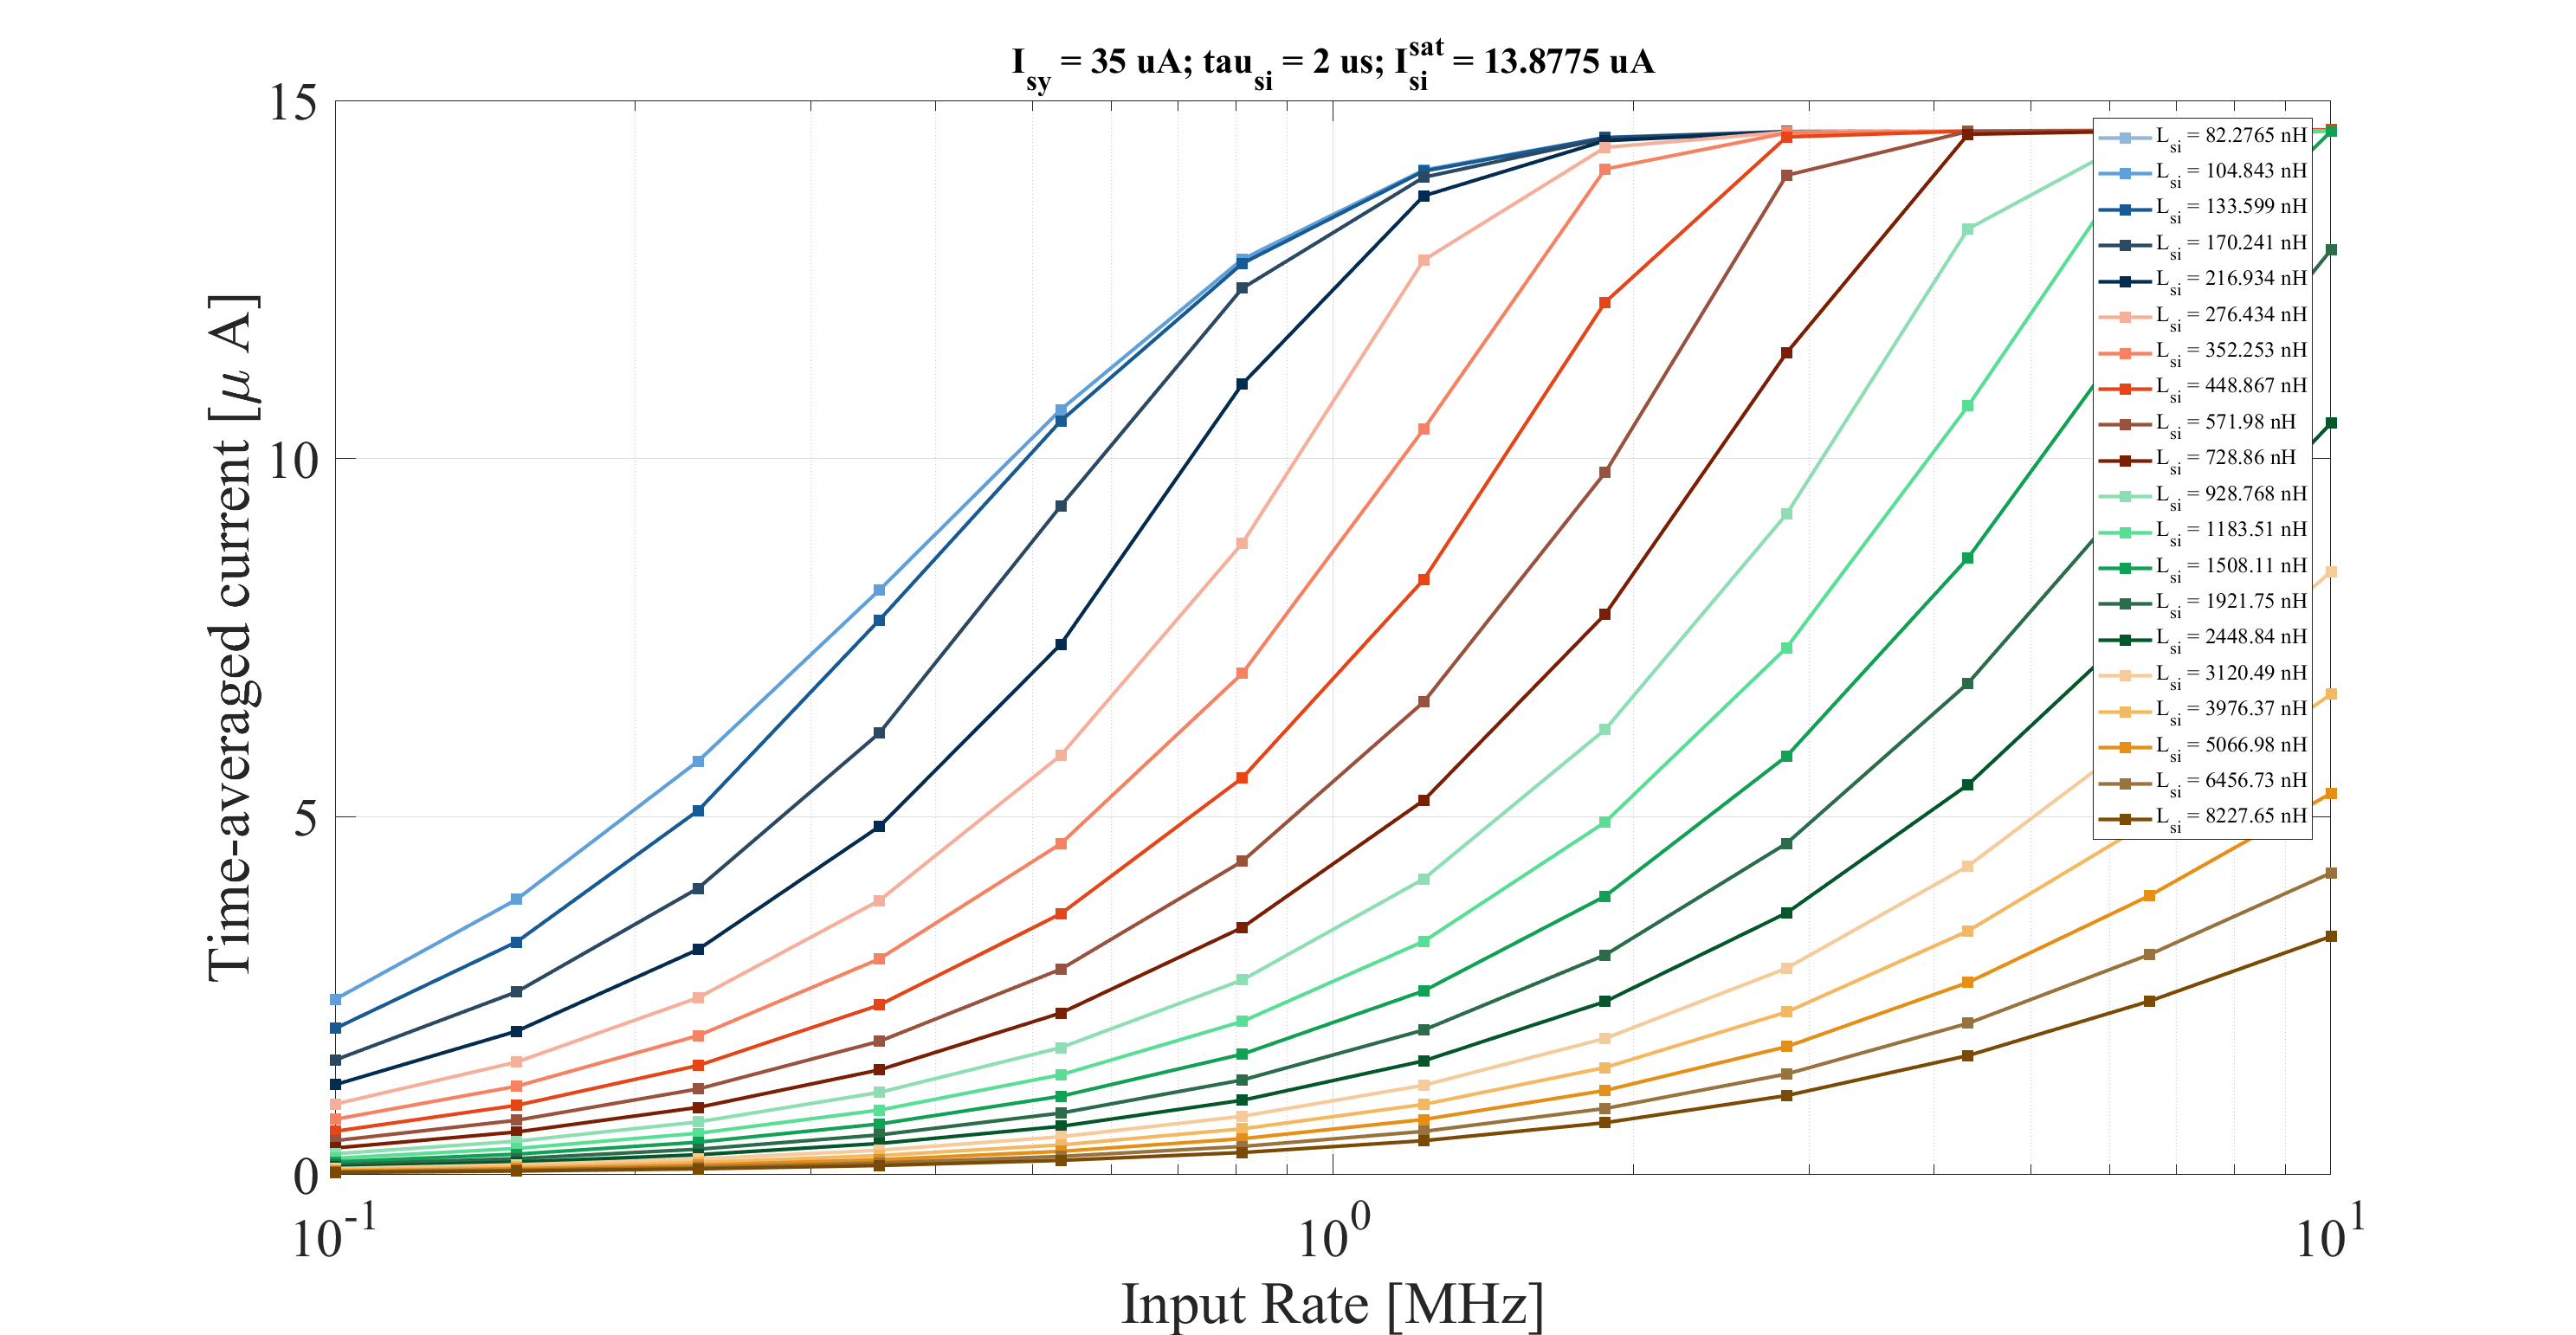 I_sy = 35 uA; tau_si = 2 us; I_si^sat = 13.8775 uA
15
10
5
0
Time-averaged current [μ A]
10^-1
10^0
10^1
Input Rate [MHz]
L_si = 82.2765 nH
L_si = 104.843 nH
L_si = 133.599 nH
L_si = 170.241 nH
L_si = 216.934 nH
L_si = 276.434 nH
L_si = 352.253 nH
L_si = 448.867 nH
L_si = 571.98 nH
L_si = 728.86 nH
L_si = 928.768 nH
L_si = 1183.51 nH
L_si = 1508.11 nH
L_si = 1921.75 nH
L_si = 2448.84 nH
L_si = 3120.49 nH
L_si = 3976.37 nH
L_si = 5066.98 nH
L_si = 6456.73 nH
L_si = 8227.65 nH